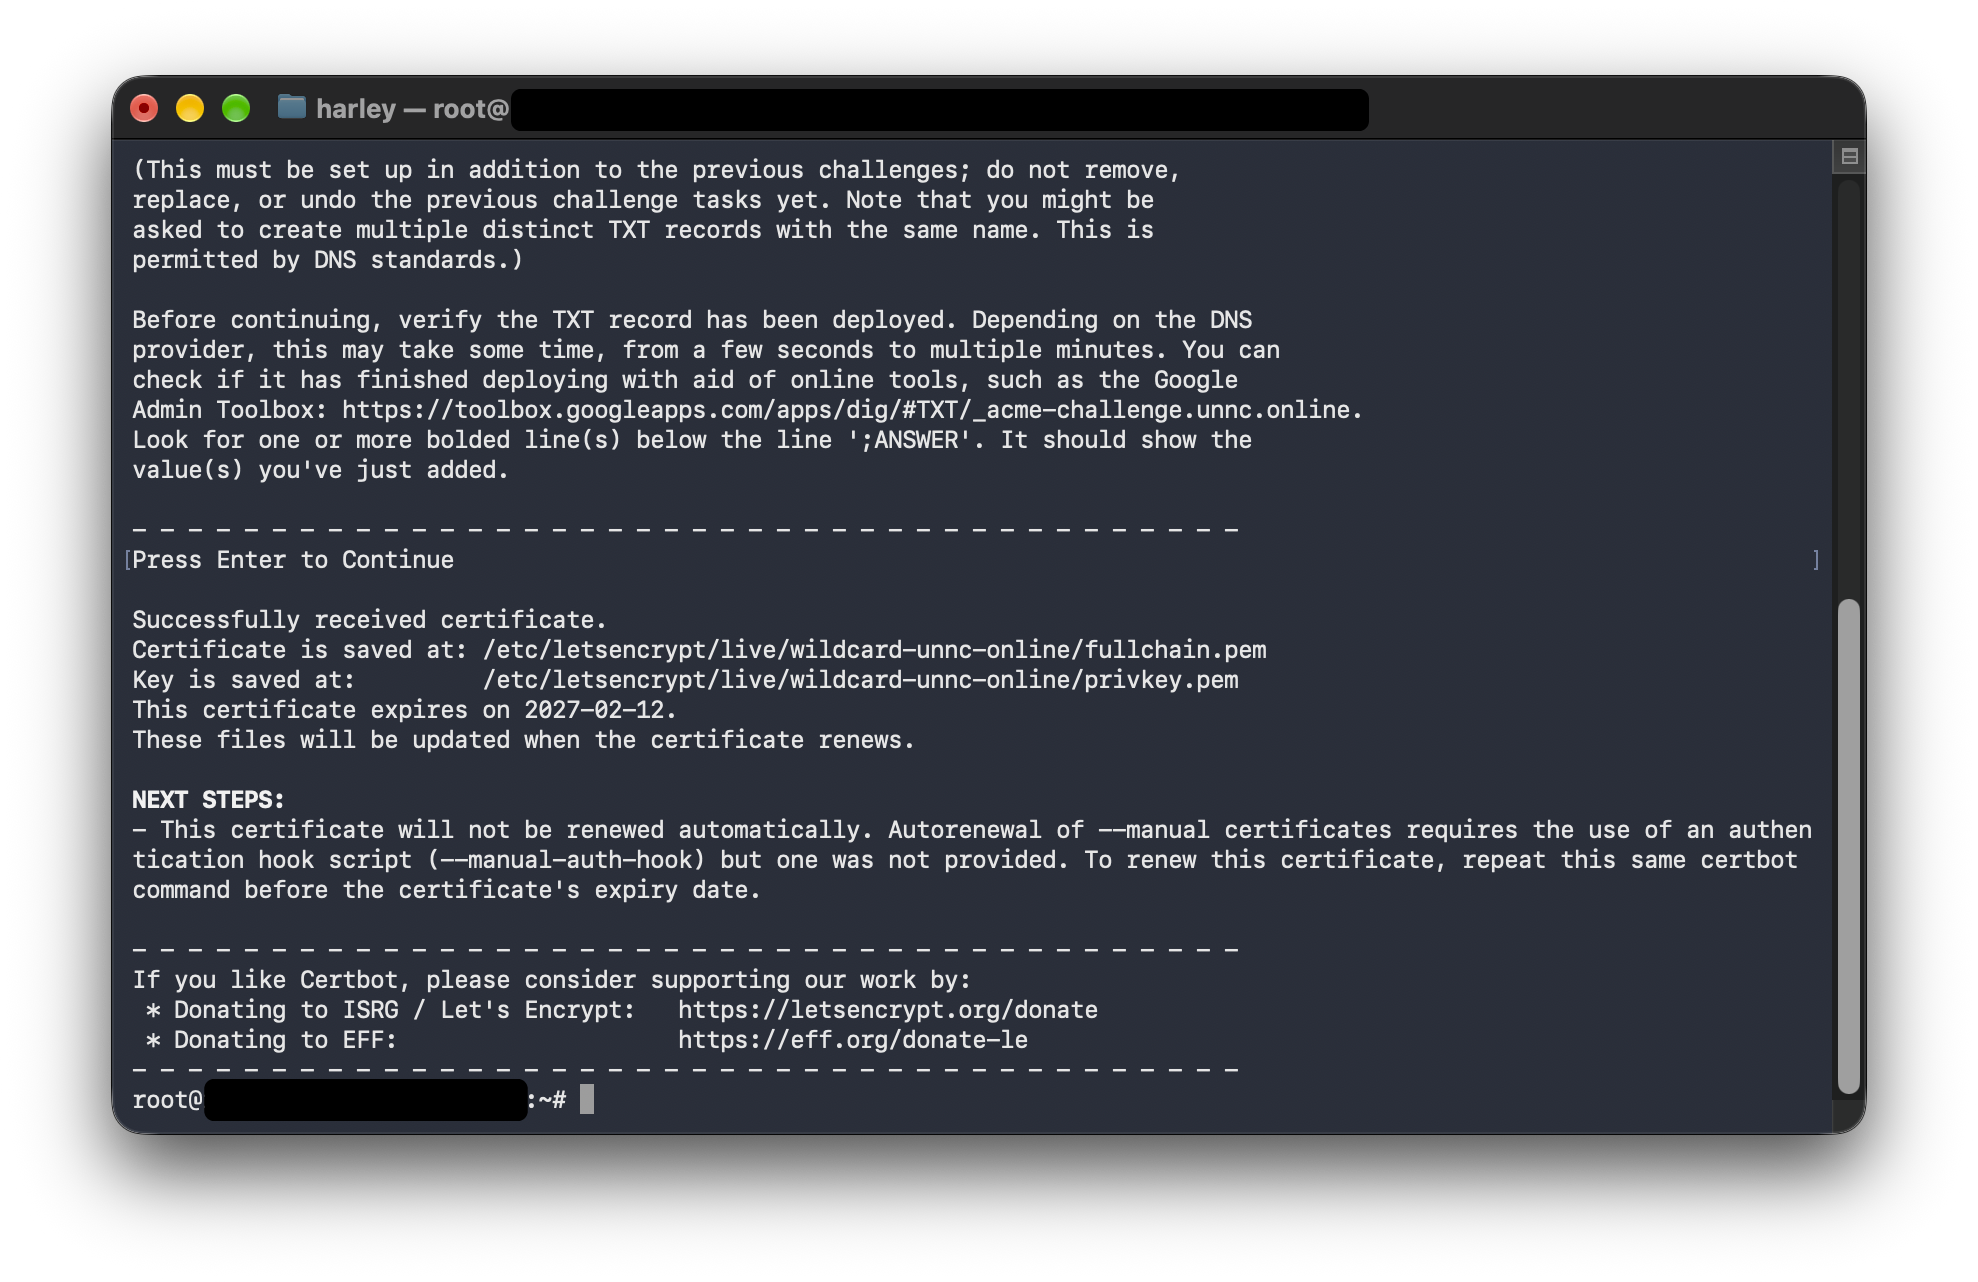 harley — root@
(This must be set up in addition to the previous challenges; do not remove,
replace, or undo the previous challenge tasks yet. Note that you might be
asked to create multiple distinct TXT records with the same name. This is
permitted by DNS standards.)
Before continuing, verify the TXT record has been deployed. Depending on the DNS
provider, this may take some time, from a few seconds to multiple minutes. You can
check if it has finished deploying with aid of online tools, such as the Google
Admin Toolbox: https://toolbox.googleapps.com/apps/dig/#TXT/_acme-challenge.unnc.online.
Look for one or more bolded line(s) below the line ';ANSWER'. It should show the
value(s) you've just added.
- - - - - - - - - - - - - - - - - - - - - - - - - - - - - - - - - - - - - - - -
[Press Enter to Continue ]
Successfully received certificate.
Certificate is saved at: /etc/letsencrypt/live/wildcard-unnc-online/fullchain.pem
Key is saved at:         /etc/letsencrypt/live/wildcard-unnc-online/privkey.pem
This certificate expires on 2027-02-12.
These files will be updated when the certificate renews.
NEXT STEPS:
- This certificate will not be renewed automatically. Autorenewal of --manual certificates requires the use of an authen
tication hook script (--manual-auth-hook) but one was not provided. To renew this certificate, repeat this same certbot
command before the certificate's expiry date.
- - - - - - - - - - - - - - - - - - - - - - - - - - - - - - - - - - - - - - - -
If you like Certbot, please consider supporting our work by:
 * Donating to ISRG / Let's Encrypt:   https://letsencrypt.org/donate
 * Donating to EFF:                    https://eff.org/donate-le
- - - - - - - - - - - - - - - - - - - - - - - - - - - - - - - - - - - - - - - -
root@ :~#